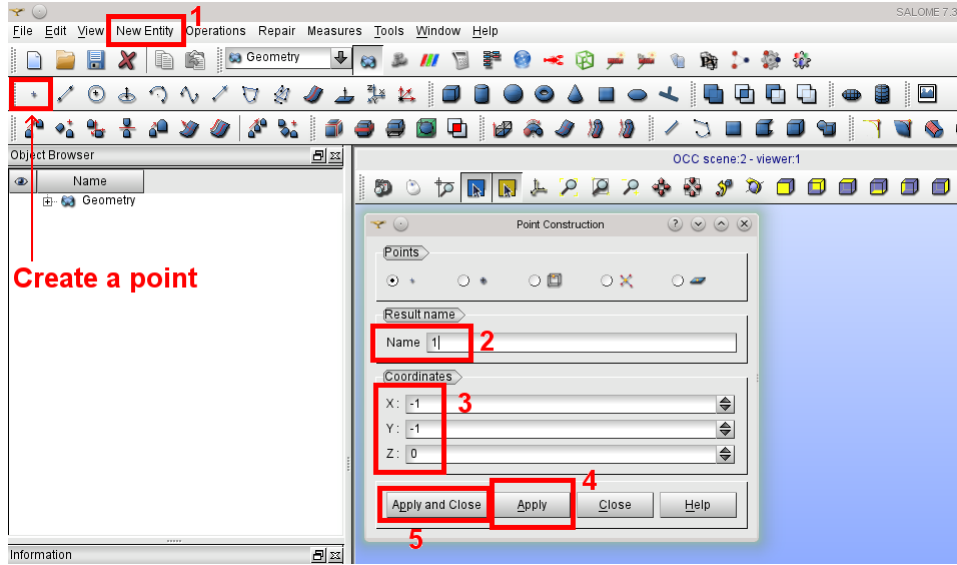 SALOME 7.3
1
File Edit View New Entity Operations Repair Measures Tools Window Help
Geometry
Object Browser
OCC scene:2 - viewer:1
Name
Geometry
Point Construction
Points
Create a point
Result name
Name 1 2
Coordinates
X: -1 3
Y: -1
Z: 0
4
Apply and Close Apply Close Help
5
Information